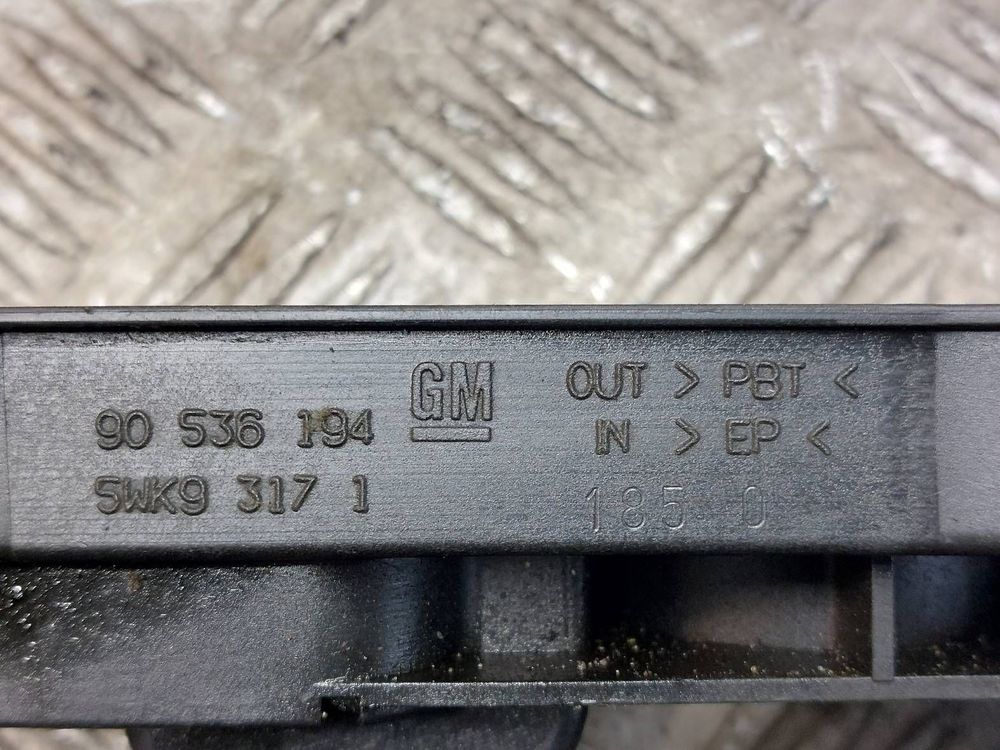 90 536 194
5WK9 317 1
GM
OUT > PBT <
IN > EP <
185 0